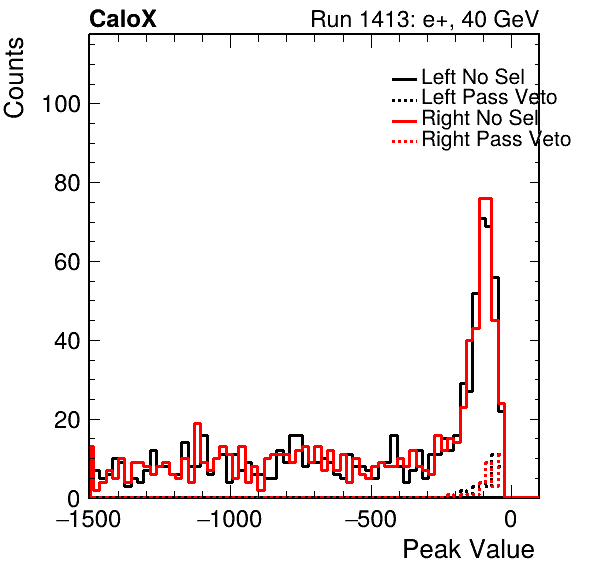 CaloX Run 1413: e+, 40 GeV
Counts
Left No Sel
Left Pass Veto
Right No Sel
Right Pass Veto
100
80
60
40
20
0
−1500 −1000 −500 0
Peak Value